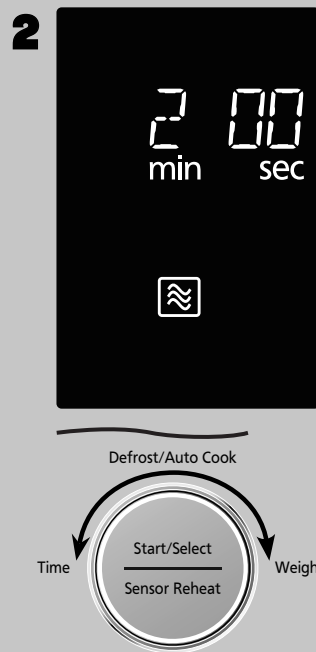 2
2 00
min sec
Defrost/Auto Cook
Time
Start/Select
Weigh
Sensor Reheat